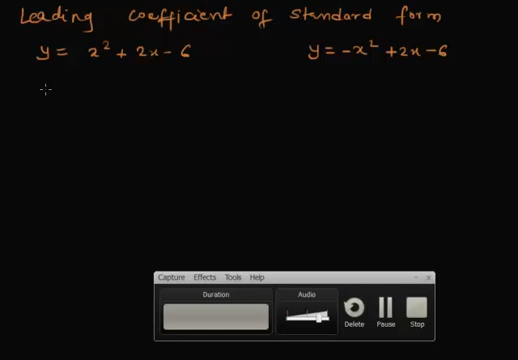 Leading coefficient of standard form
y = x² + 2x - 6 y = -x² + 2x - 6
Capture Effects Tools Help
Duration Audio
Delete Pause Stop